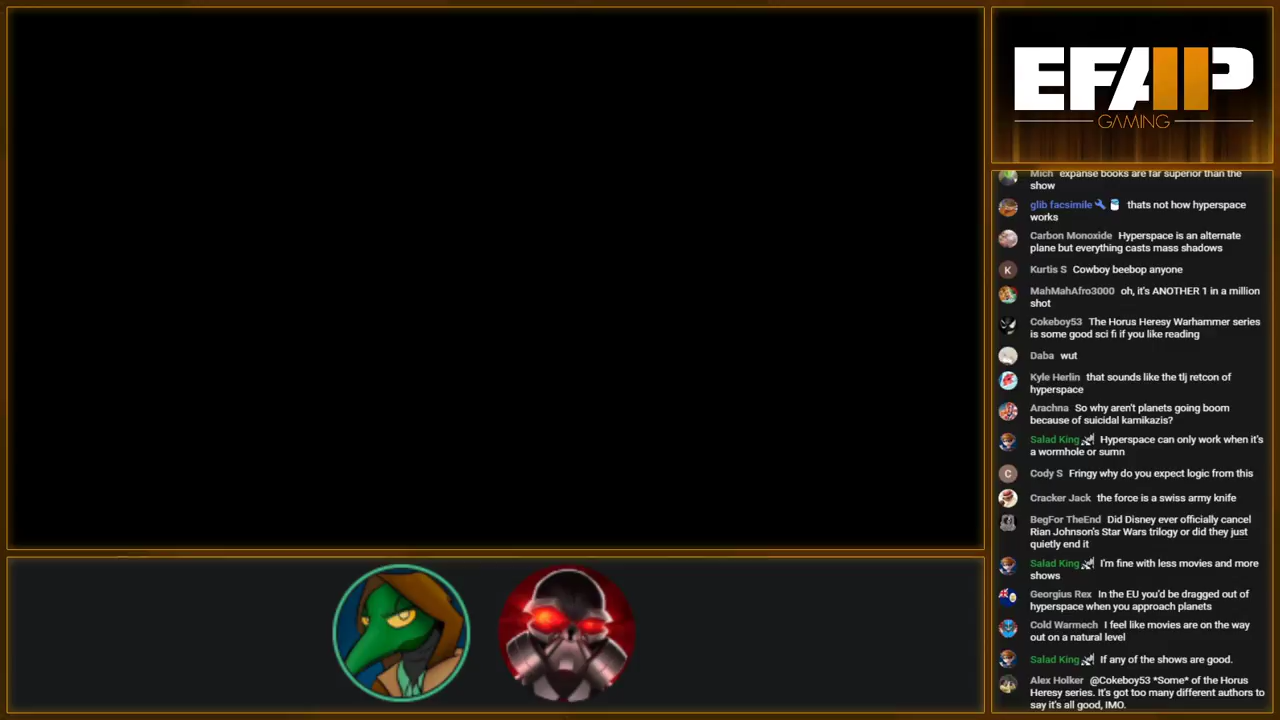 EFAP
GAMING
Mich expanse books are far superior than the
show
glib facsimile thats not how hyperspace
works
Carbon Monoxide Hyperspace is an alternate
plane but everything casts mass shadows
K
Kurtis S Cowboy beebop anyone
MahMahAfro3000 oh, it's ANOTHER 1 in a million
shot
Cokeboy53 The Horus Heresy Warhammer series
is some good sci fi if you like reading
Daba wut
Kyle Herlin that sounds like the tlj retcon of
hyperspace
Arachna So why aren't planets going boom
because of suicidal kamikazis?
Salad King Hyperspace can only work when it's
a wormhole or sumn
C
Cody S Fringy why do you expect logic from this
Cracker Jack the force is a swiss army knife
BegFor TheEnd Did Disney ever officially cancel
Rian Johnson's Star Wars trilogy or did they just
quietly end it
Salad King I'm fine with less movies and more
shows
Georgius Rex In the EU you'd be dragged out of
hyperspace when you approach planets
Cold Warmech I feel like movies are on the way
out on a natural level
Salad King If any of the shows are good.
Alex Holker @Cokeboy53 *Some* of the Horus
Heresy series. It's got too many different authors to
say it's all good, IMO.